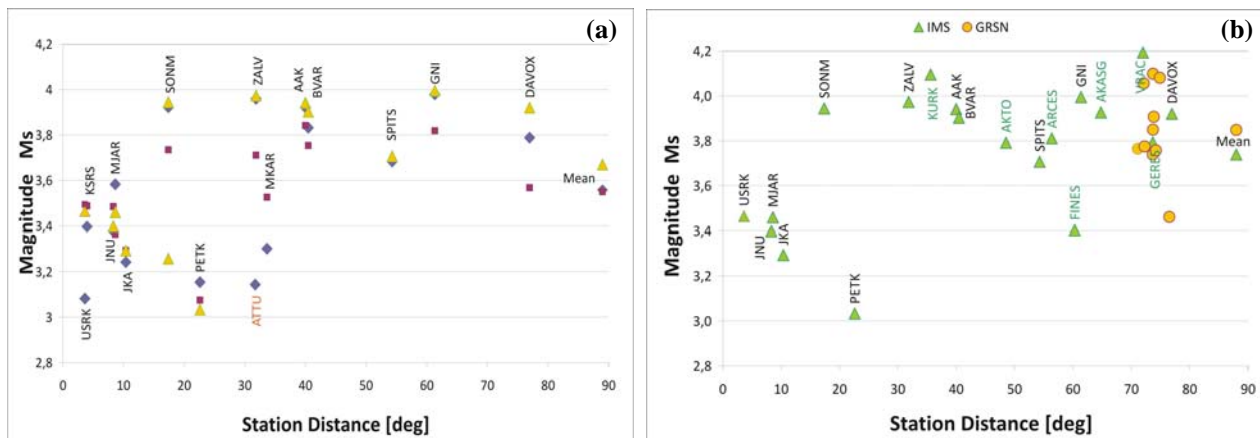 (a)
4,2
4
3,8
3,6
3,4
3,2
3
2,8
Magnitude Ms
USRK
KSRS
JNU
MJAR
JKA
SONM
PETK
ZALV
ATTU
MKAR
AAK
BVAR
SPITS
GNI
DAVOX
Mean
0 10 20 30 40 50 60 70 80 90
Station Distance [deg]
(b)
IMS GRSN
4,2
4,0
3,8
3,6
3,4
3,2
3,0
2,8
Magnitude Ms
USRK
JNU
MJAR
JKA
SONM
PETK
ZALV
KURK
AAK
BVAR
AKTO
SPITS
ARCES
FINES
GNI
AKASG
DAVOX
Mean
0 10 20 30 40 50 60 70 80 90
Station Distance [deg]